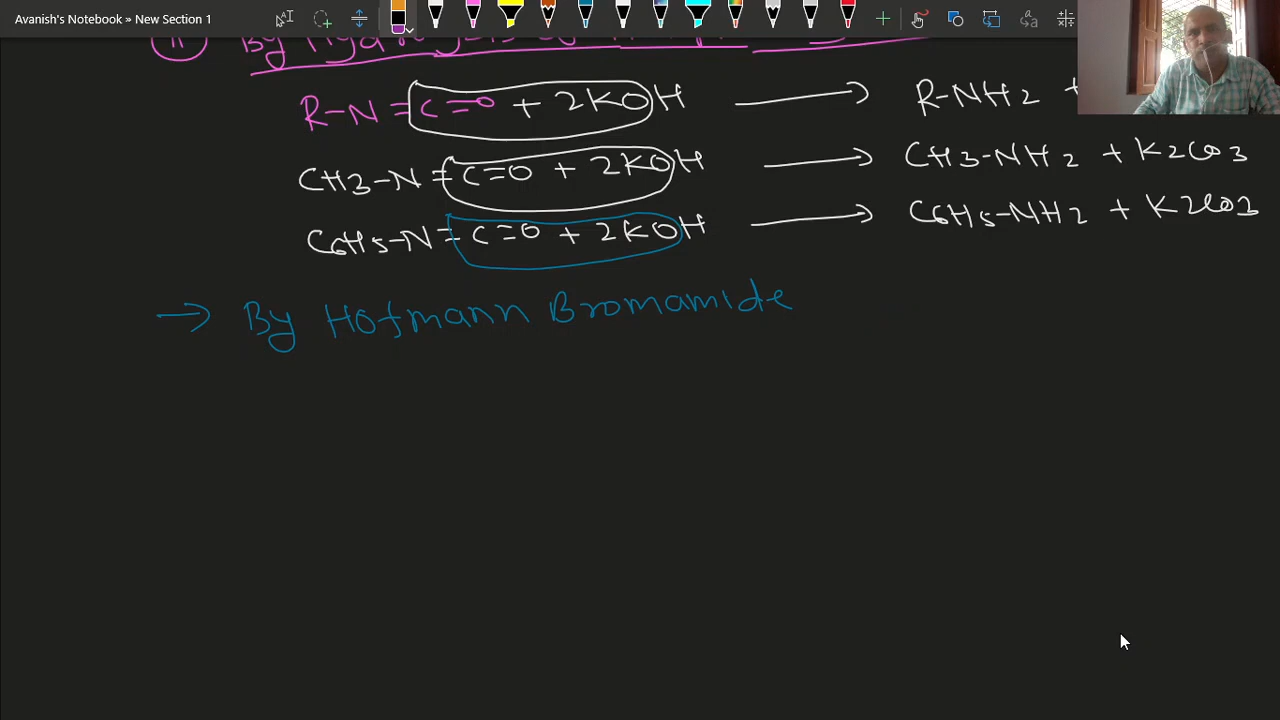 Avanish's Notebook » New Section 1
By
R-N=C=O + 2KOH ⟶ R-NH2 +
CH3-N=C=O + 2KOH ⟶ CH3-NH2 + K2CO3
C6H5-N=C=O + 2KOH ⟶ C6H5-NH2 + K2CO3
→ By Hofmann Bromamide